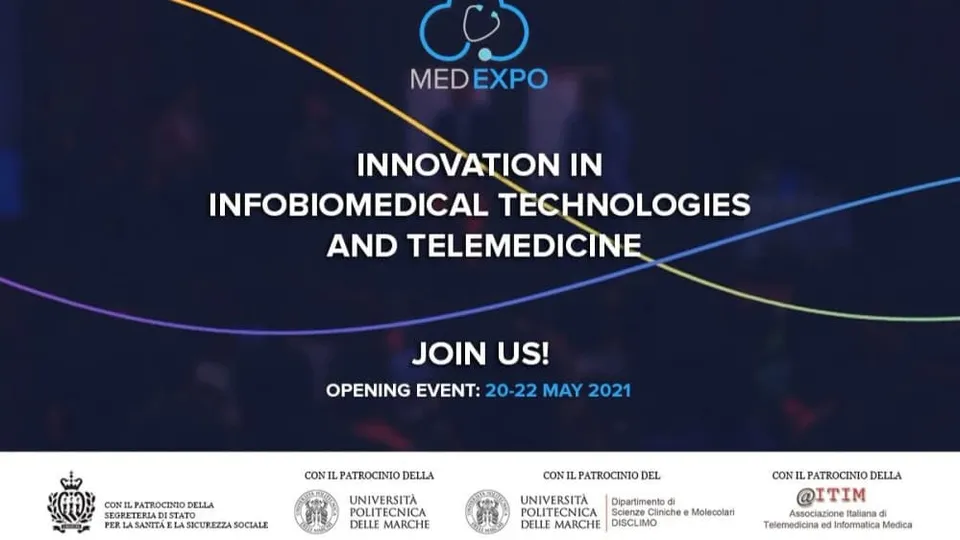 MEDEXPO
INNOVATION IN
INFOBIOMEDICAL TECHNOLOGIES
AND TELEMEDICINE
JOIN US!
OPENING EVENT: 20-22 MAY 2021
CON IL PATROCINIO DELLA
SEGRETERIA DI STATO
PER LA SANITÀ E LA SICUREZZA SOCIALE
CON IL PATROCINIO DELLA
UNIVERSITÀ
POLITECNICA
DELLE MARCHE
CON IL PATROCINIO DEL
UNIVERSITÀ
POLITECNICA
DELLE MARCHE
Dipartimento di
Scienze Cliniche e Molecolari
DISCLIMO
CON IL PATROCINIO DELLA
@ITIM
Associazione Italiana di
Telemedicina ed Informatica Medica